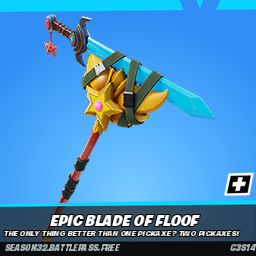 EPIC BLADE OF FLOOF
THE ONLY THING BETTER THAN ONE PICKAXE? TWO PICKAXES!
SEASON32.BATTLEPASS.FREE
C3S14